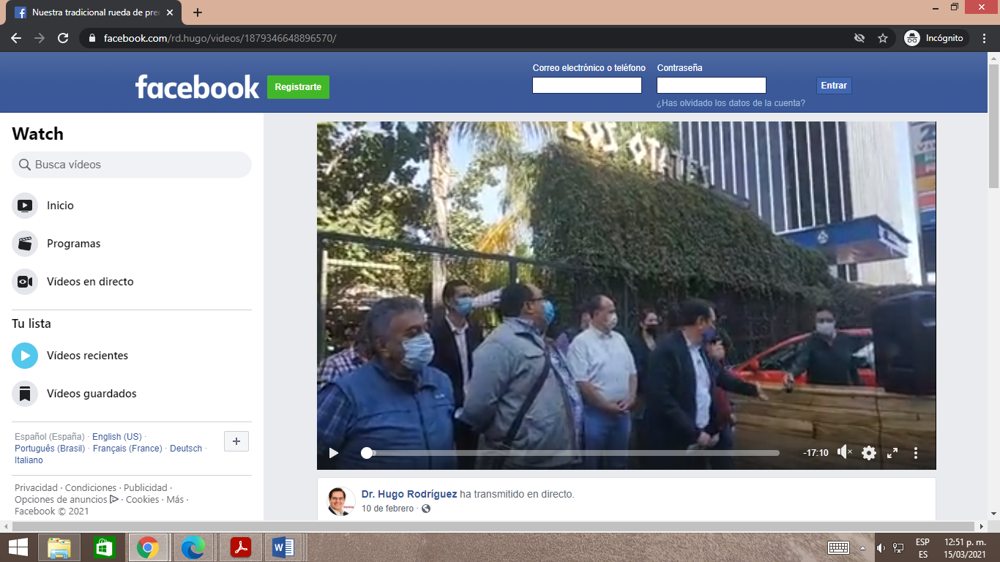 Nuestra tradicional rueda de pren
facebook.com/rd.hugo/videos/1879346648896570/
Incógnito
facebook
Registrarte
Correo electrónico o teléfono
Contraseña
Entrar
¿Has olvidado los datos de la cuenta?
Watch
Busca vídeos
Inicio
Programas
Vídeos en directo
Tu lista
Vídeos recientes
Vídeos guardados
Español (España) · English (US) ·
Português (Brasil) · Français (France) · Deutsch ·
Italiano
Privacidad · Condiciones · Publicidad ·
Opciones de anuncios · Cookies · Más ·
Facebook © 2021
LOS OTATES
-17:10
Dr. Hugo Rodríguez ha transmitido en directo.
10 de febrero ·
ESP
ES
12:51 p. m.
15/03/2021